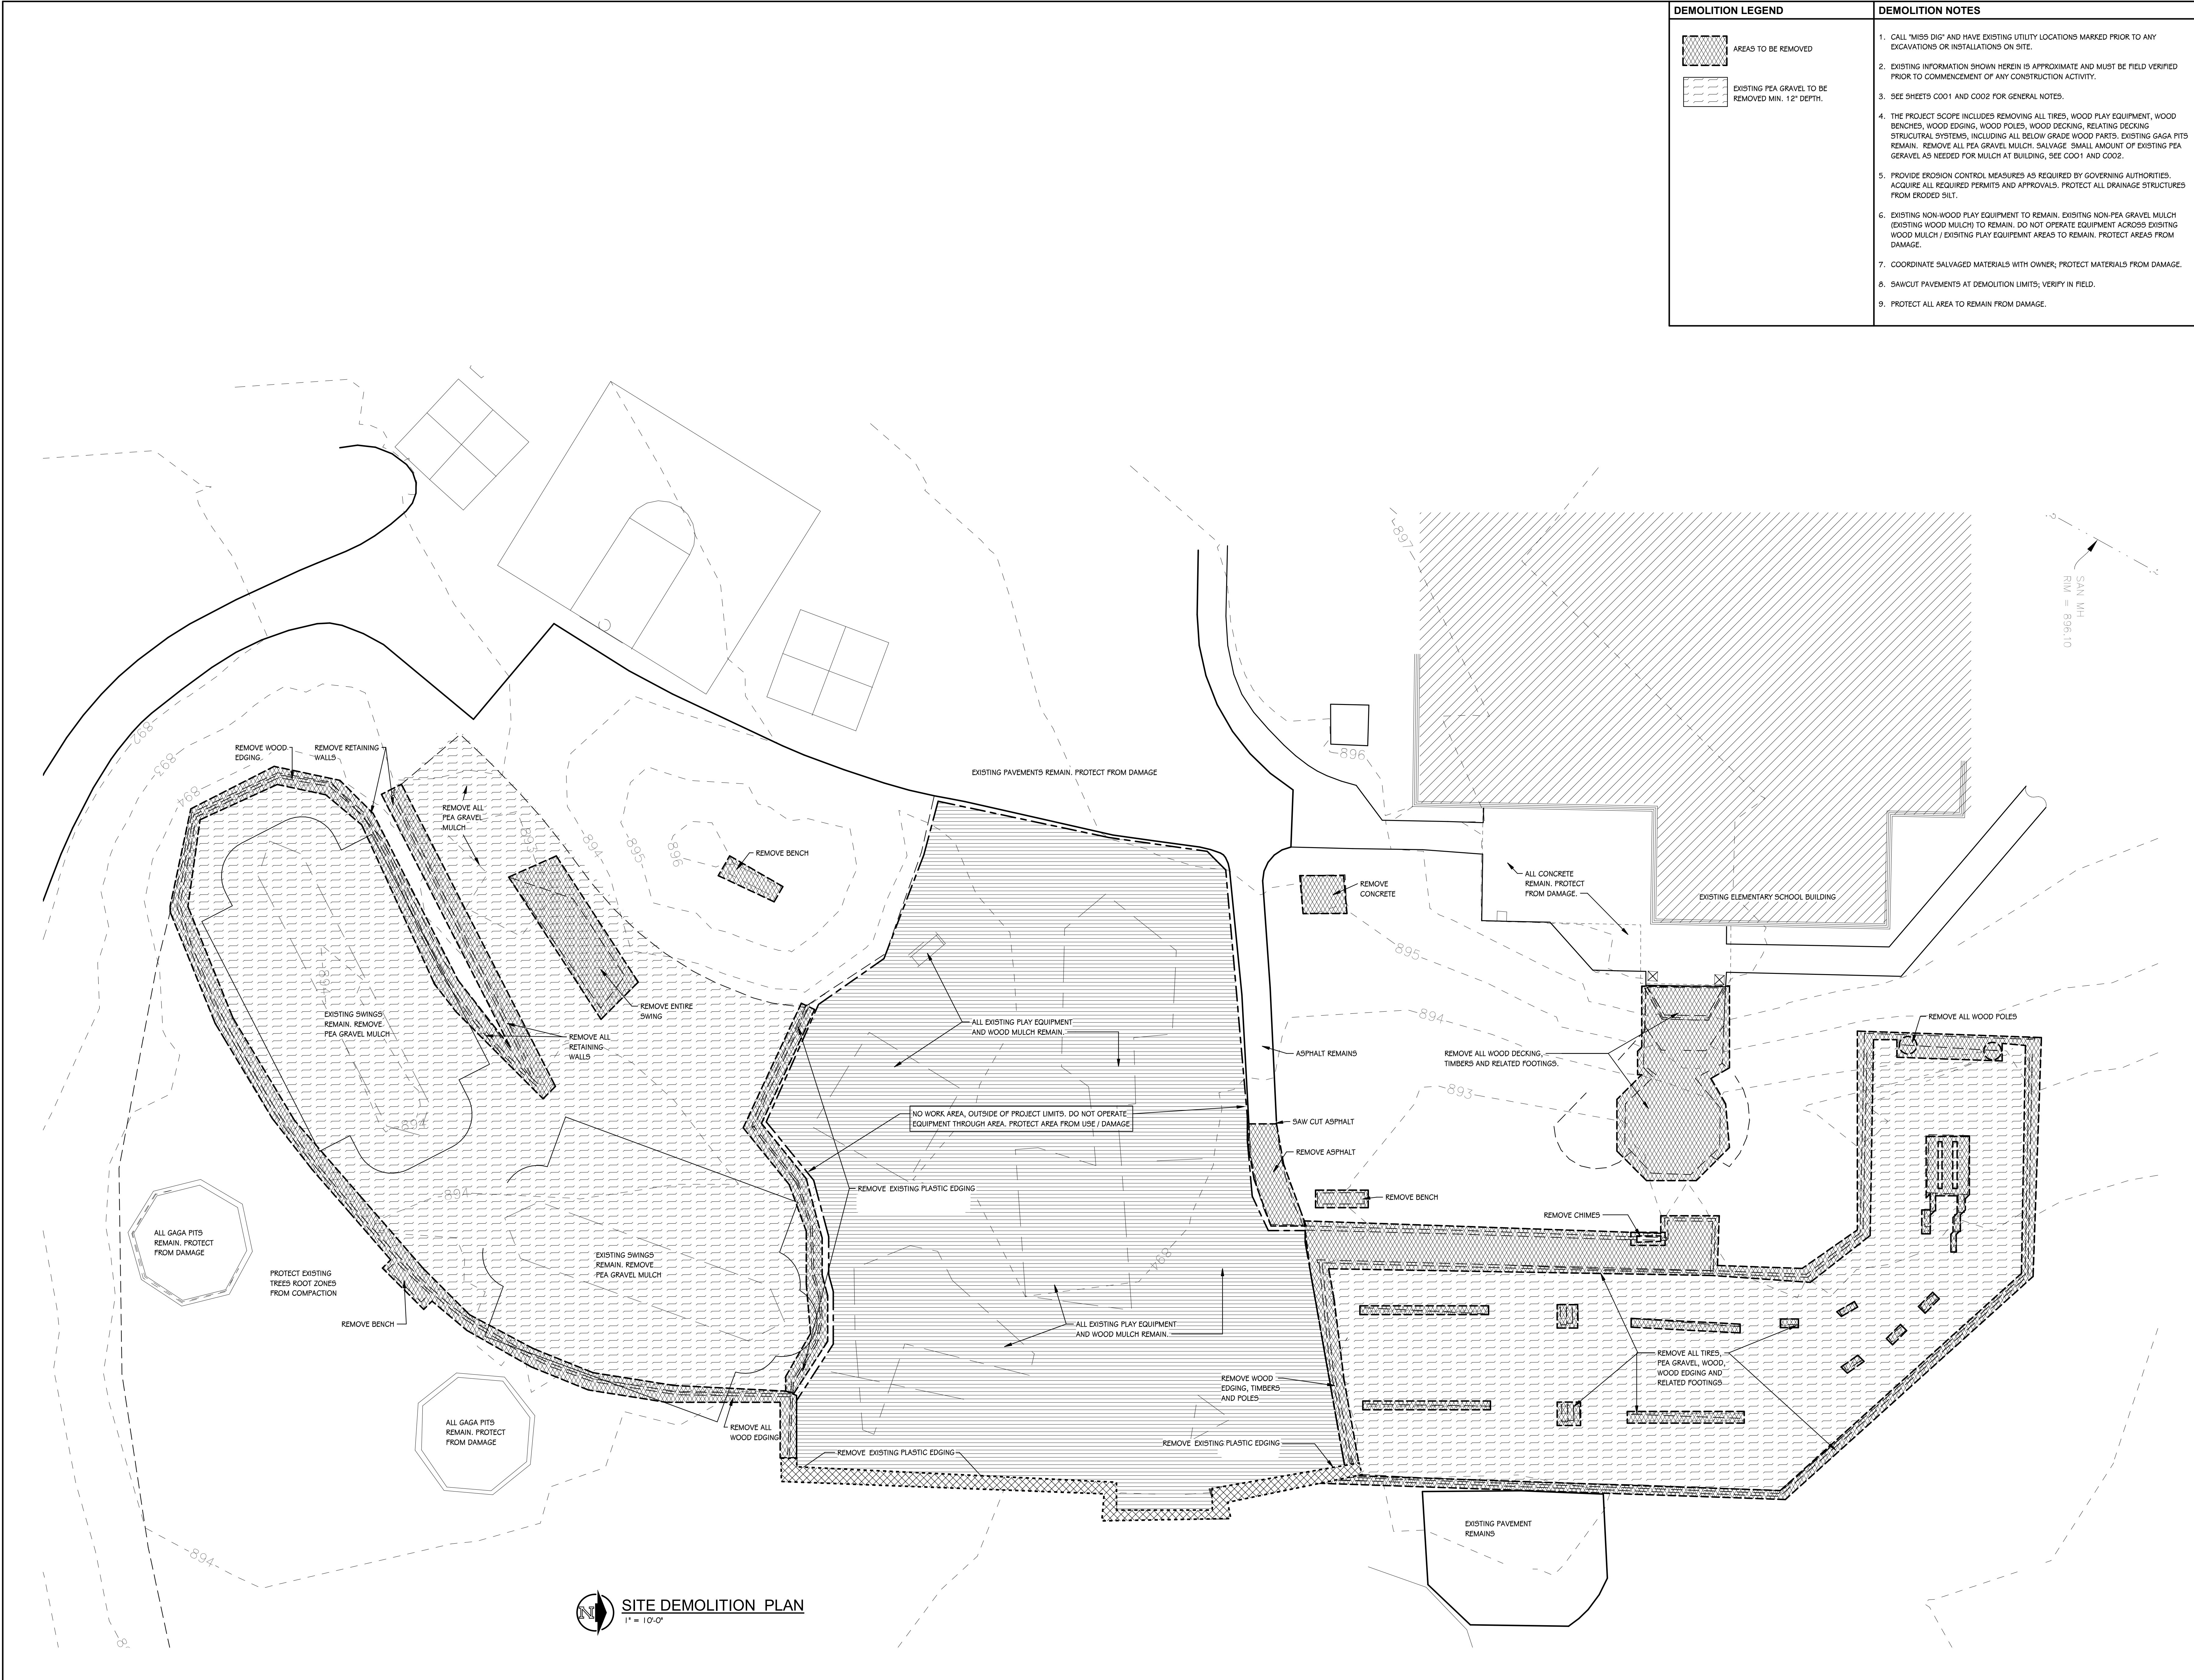 DEMOLITION LEGEND
AREAS TO BE REMOVED
EXISTING PEA GRAVEL TO BE
REMOVED MIN. 12" DEPTH.
DEMOLITION NOTES
1. CALL "MISS DIG" AND HAVE EXISTING UTILITY LOCATIONS MARKED PRIOR TO ANY
EXCAVATIONS OR INSTALLATIONS ON SITE.
2. EXISTING INFORMATION SHOWN HEREIN IS APPROXIMATE AND MUST BE FIELD VERIFIED
PRIOR TO COMMENCEMENT OF ANY CONSTRUCTION ACTIVITY.
3. SEE SHEETS C001 AND C002 FOR GENERAL NOTES.
4. THE PROJECT SCOPE INCLUDES REMOVING ALL TIRES, WOOD PLAY EQUIPMENT, WOOD
BENCHES, WOOD EDGING, WOOD POLES, WOOD DECKING, RELATING DECKING
STRUCUTRAL SYSTEMS, INCLUDING ALL BELOW GRADE WOOD PARTS. EXISTING GAGA PITS
REMAIN. REMOVE ALL PEA GRAVEL MULCH. SALVAGE SMALL AMOUNT OF EXISTING PEA
GERAVEL AS NEEDED FOR MULCH AT BUILDING, SEE C001 AND C002.
5. PROVIDE EROSION CONTROL MEASURES AS REQUIRED BY GOVERNING AUTHORITIES.
ACQUIRE ALL REQUIRED PERMITS AND APPROVALS. PROTECT ALL DRAINAGE STRUCTURES
FROM ERODED SILT.
6. EXISTING NON-WOOD PLAY EQUIPMENT TO REMAIN. EXISITNG NON-PEA GRAVEL MULCH
(EXISTING WOOD MULCH) TO REMAIN. DO NOT OPERATE EQUIPMENT ACROSS EXISITNG
WOOD MULCH / EXISITNG PLAY EQUIPEMNT AREAS TO REMAIN. PROTECT AREAS FROM
DAMAGE.
7. COORDINATE SALVAGED MATERIALS WITH OWNER; PROTECT MATERIALS FROM DAMAGE.
8. SAWCUT PAVEMENTS AT DEMOLITION LIMITS; VERIFY IN FIELD.
9. PROTECT ALL AREA TO REMAIN FROM DAMAGE.
897
SAN MH
RIM = 896.10
892
893
894
REMOVE WOOD
EDGING.
REMOVE RETAINING
WALLS
896
EXISTING PAVEMENTS REMAIN. PROTECT FROM DAMAGE
REMOVE ALL
PEA GRAVEL
MULCH
893
894
895
896
REMOVE BENCH
REMOVE
CONCRETE
ALL CONCRETE
REMAIN. PROTECT
FROM DAMAGE.
EXISTING ELEMENTARY SCHOOL BUILDING
895
894
EXISTING SWINGS
REMAIN. REMOVE
PEA GRAVEL MULCH
REMOVE ENTIRE
SWING
REMOVE ALL
RETAINING
WALLS
ALL EXISTING PLAY EQUIPMENT
AND WOOD MULCH REMAIN.
894
REMOVE ALL WOOD POLES
ASPHALT REMAINS
REMOVE ALL WOOD DECKING,
TIMBERS AND RELATED FOOTINGS.
893
894
NO WORK AREA, OUTSIDE OF PROJECT LIMITS. DO NOT OPERATE
EQUIPMENT THROUGH AREA. PROTECT AREA FROM USE / DAMAGE
SAW CUT ASPHALT
REMOVE ASPHALT
894
REMOVE EXISTING PLASTIC EDGING
REMOVE BENCH
REMOVE CHIMES
ALL GAGA PITS
REMAIN. PROTECT
FROM DAMAGE
EXISTING SWINGS
REMAIN. REMOVE
PEA GRAVEL MULCH
894
PROTECT EXISTING
TREES ROOT ZONES
FROM COMPACTION
REMOVE BENCH
ALL EXISTING PLAY EQUIPMENT
AND WOOD MULCH REMAIN.
REMOVE ALL TIRES,
PEA GRAVEL, WOOD,
WOOD EDGING AND
RELATED FOOTINGS
REMOVE WOOD
EDGING, TIMBERS
AND POLES
ALL GAGA PITS
REMAIN. PROTECT
FROM DAMAGE
REMOVE ALL
WOOD EDGING
REMOVE EXISTING PLASTIC EDGING
REMOVE EXISTING PLASTIC EDGING
EXISTING PAVEMENT
REMAINS
894
N
SITE DEMOLITION PLAN
1" = 10'-0"